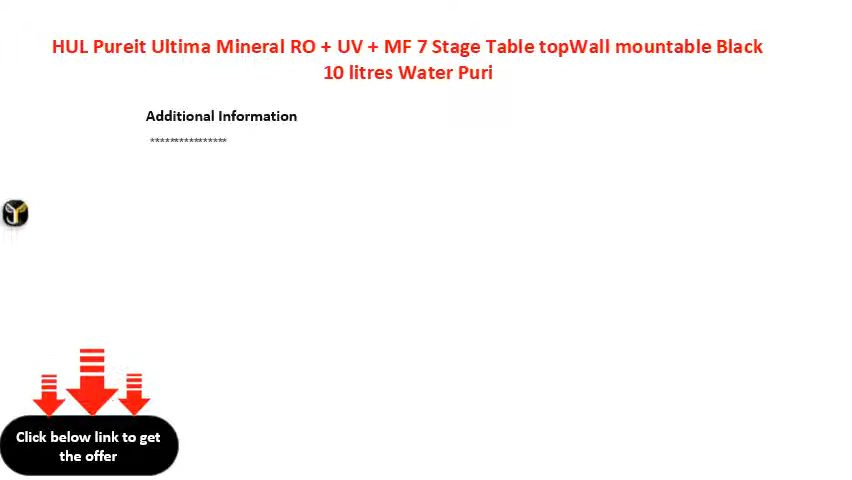 HUL Pureit Ultima Mineral RO + UV + MF 7 Stage Table topWall mountable Black
10 litres Water Puri
Additional Information
****************
Click below link to get
the offer